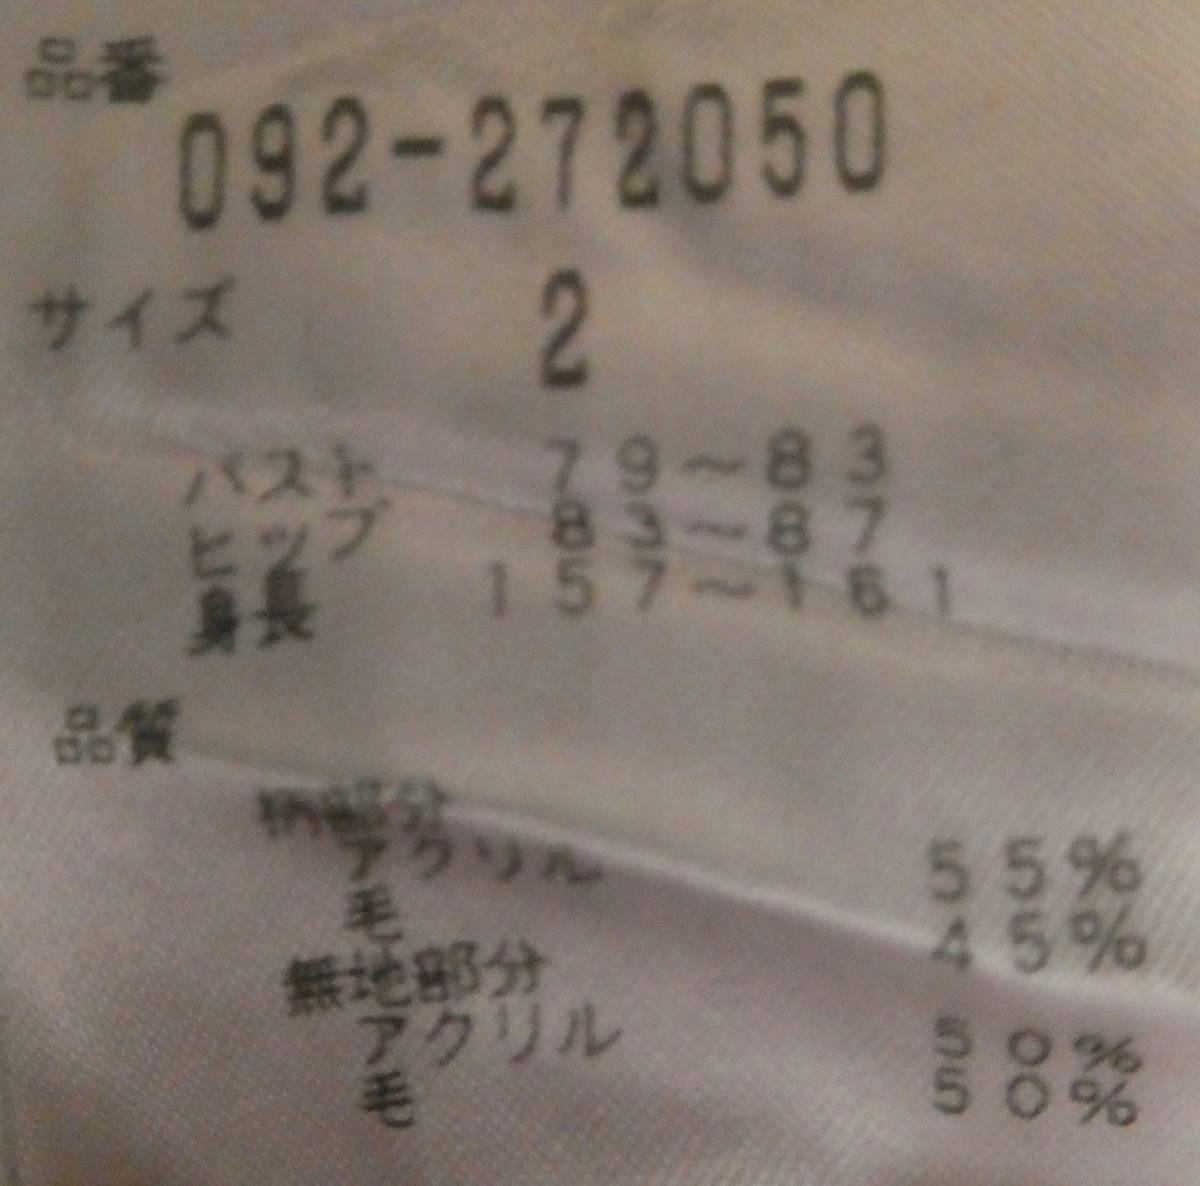 品番
092-272050
サイズ 2
バスト 79～83
ヒップ 83～87
身長 157～161
品質
柄部分
アクリル 55%
毛 45%
無地部分
アクリル 50%
毛 50%